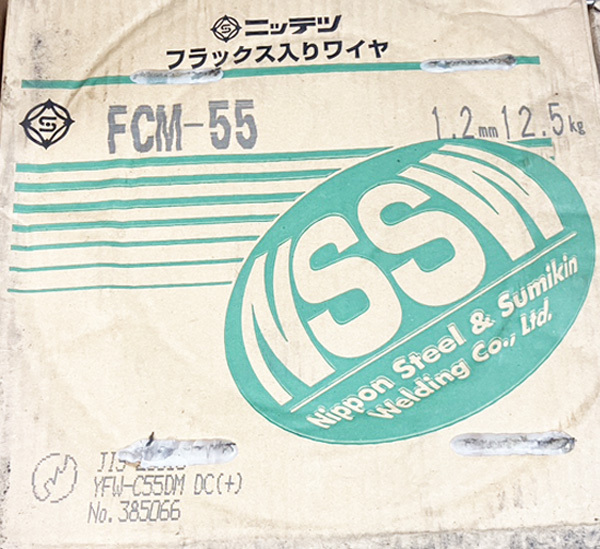 ニッテツ
フラックス入りワイヤ
FCM-55
1.2mm 12.5kg
NSSW
Nippon Steel & Sumikin
Welding Co., Ltd.
JIS
YFW-C55DM DC(+)
No. 385066